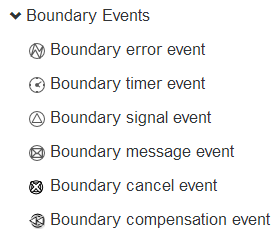 Boundary Events
Boundary error event
Boundary timer event
Boundary signal event
Boundary message event
Boundary cancel event
Boundary compensation event